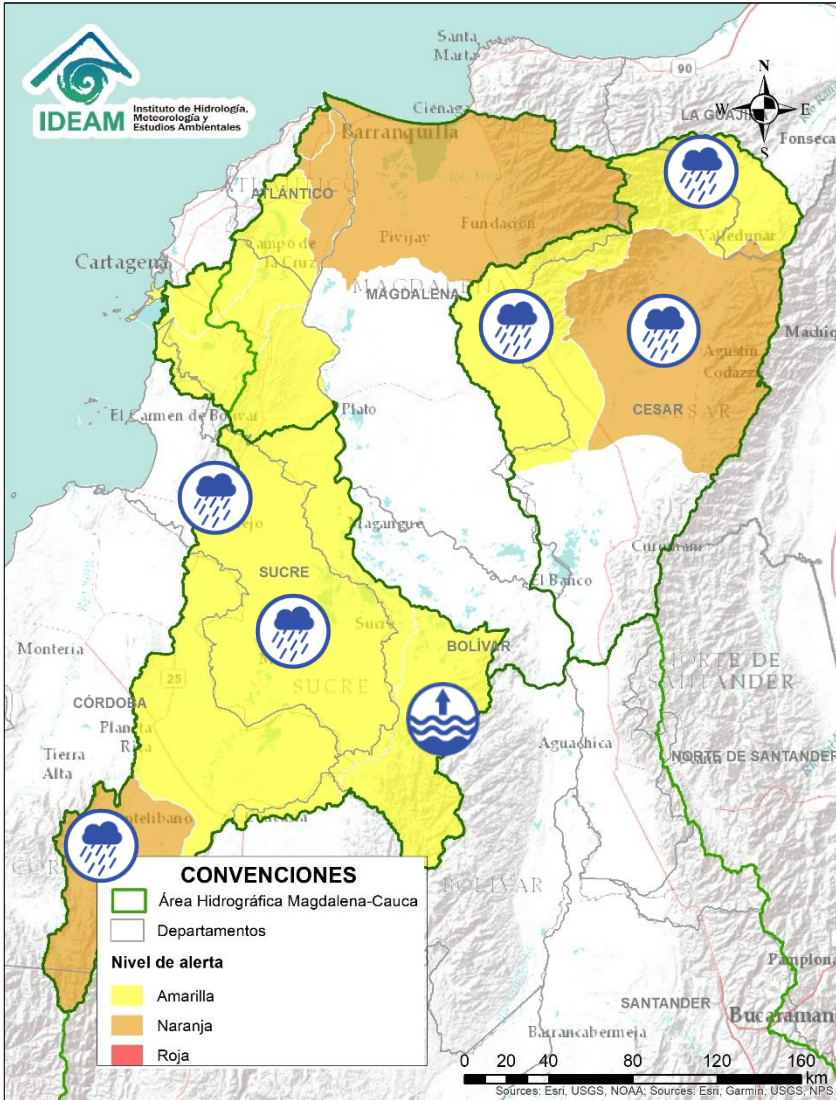 IDEAM
Instituto de Hidrología,
Meteorología y
Estudios Ambientales
Santa
Marta
90
N
W
E
S
LA GUAJIRA
Fonseca
Ciénaga
Barranquilla
ATLÁNTICO
Campo de
la Cruz
Pivijay
Fundación
Valledupar
Cartagena
MAGDALENA
MAGDALENA
Agustín
Codazzi
CESAR
El Carmen de Bolívar
Plato
Magangue
SUCRE
Sucre
El Banco
BOLÍVAR
Montería
25
SUCRE
NORTE DE
SANTANDER
CÓRDOBA
Planeta
Rica
Tierra
Alta
Aguachica
NORTE DE SANTANDER
BOLÍVAR
CONVENCIONES
Área Hidrográfica Magdalena-Cauca
Departamentos
Nivel de alerta
Amarilla
Naranja
Roja
Pamplona
SANTANDER
Bucaraman
Barrancabermeja
0 20 40 80 120 160
km
Sources: Esri, USGS, NOAA; Sources: Esri, Garmin, USGS, NPS